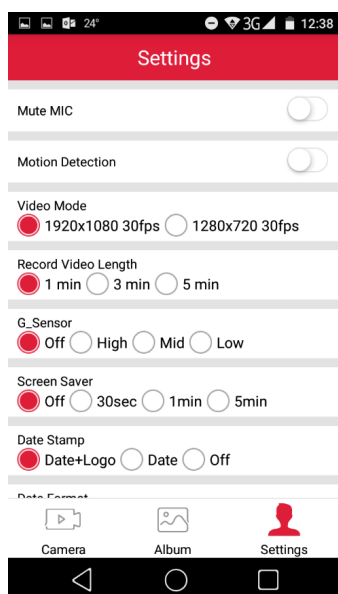 24° 3G 12:38
Settings
Mute MIC
Motion Detection
Video Mode
1920x1080 30fps 1280x720 30fps
Record Video Length
1 min 3 min 5 min
G_Sensor
Off High Mid Low
Screen Saver
Off 30sec 1min 5min
Date Stamp
Date+Logo Date Off
Date Format
Camera Album Settings